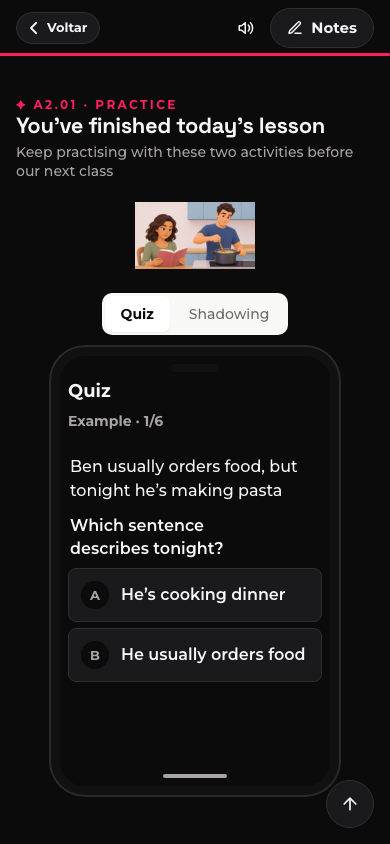 Voltar
Notes
A2.01 · PRACTICE
You've finished today's lesson
Keep practising with these two activities before
our next class
Quiz
Shadowing
Quiz
Example · 1/6
Ben usually orders food, but
tonight he's making pasta
Which sentence
describes tonight?
A He's cooking dinner
B He usually orders food